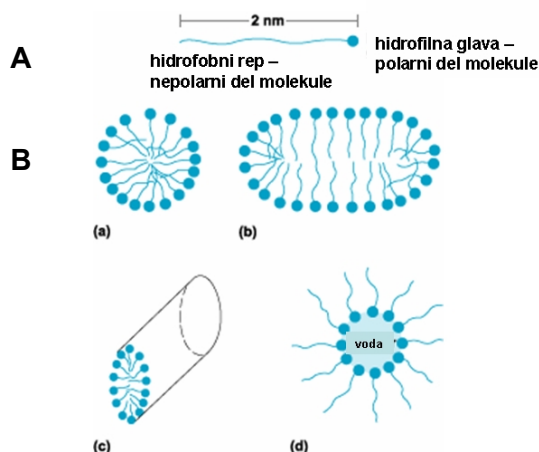 2 nm
A
hidrofobni rep –
nepolarni del molekule
hidrofilna glava –
polarni del molekule
B
(a)
(b)
voda
(c)
(d)